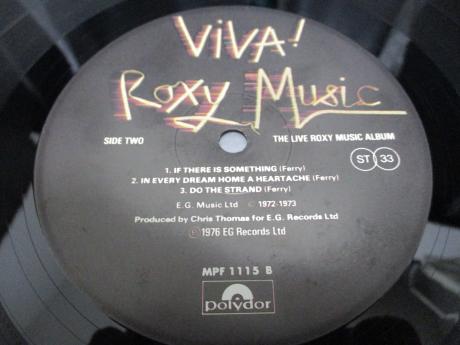 ViVA!
Roxy Music
SIDE TWO
THE LIVE ROXY MUSIC ALBUM
ST 33
1. IF THERE IS SOMETHING (Ferry)
2. IN EVERY DREAM HOME A HEARTACHE (Ferry)
3. DO THE STRAND (Ferry)
E.G. Music Ltd © 1972-1973
Produced by Chris Thomas for E.G. Records Ltd
℗1976 EG Records Ltd
MPF 1115 B
polydor